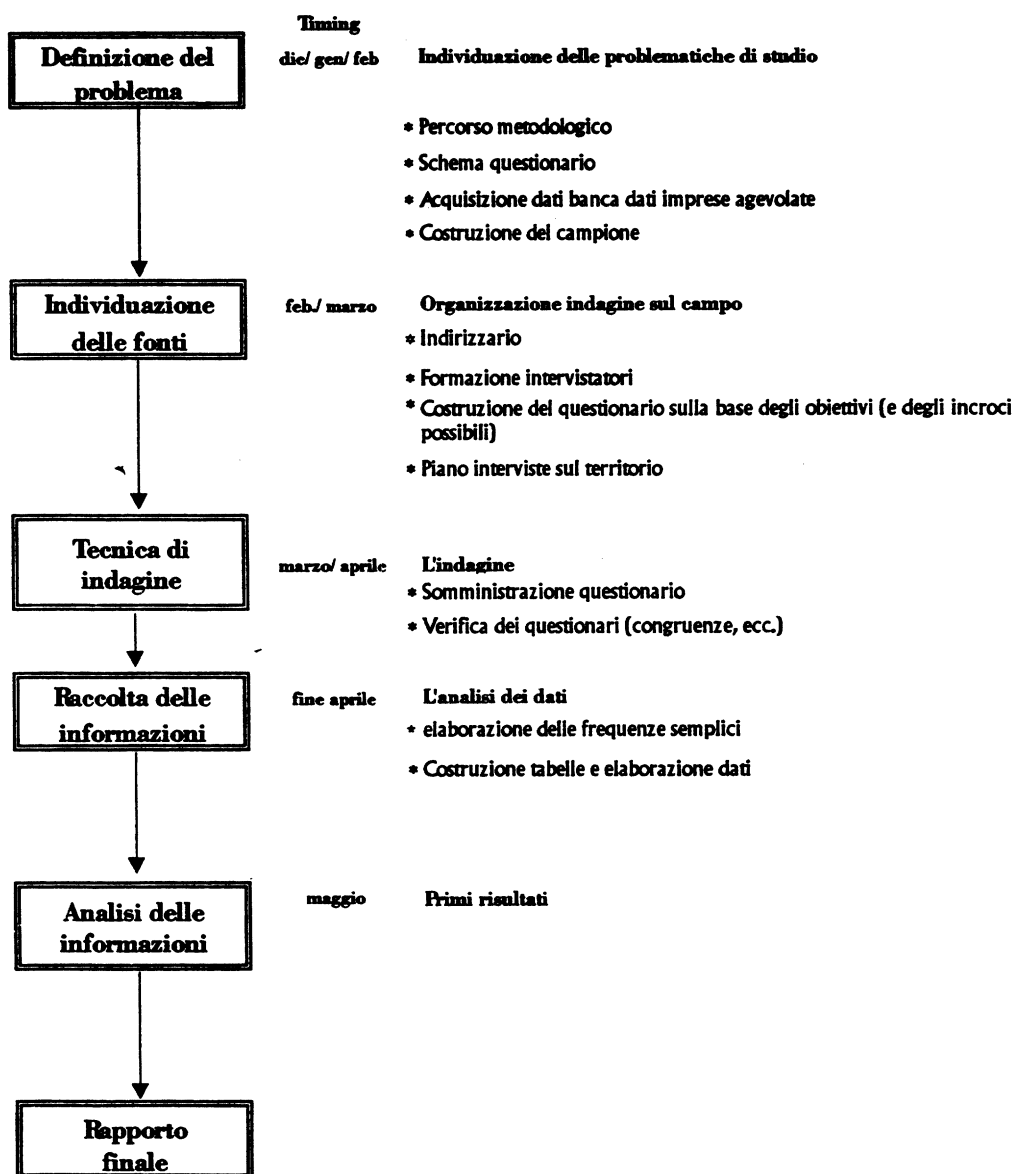 Timing
Definizione del
problema
dic/ gen/ feb
Individuazione delle problematiche di studio
* Percorso metodologico
* Schema questionario
* Acquisizione dati banca dati imprese agevolate
* Costruzione del campione
Individuazione
delle fonti
feb./ marzo
Organizzazione indagine sul campo
* Indirizzario
* Formazione intervistatori
* Costruzione del questionario sulla base degli obiettivi (e degli incroci
possibili)
* Piano interviste sul territorio
Tecnica di
indagine
marzo/ aprile
L'indagine
* Somministrazione questionario
* Verifica dei questionari (congruenze, ecc.)
Raccolta delle
informazioni
fine aprile
L'analisi dei dati
* elaborazione delle frequenze semplici
* Costruzione tabelle e elaborazione dati
Analisi delle
informazioni
maggio
Primi risultati
Rapporto
finale